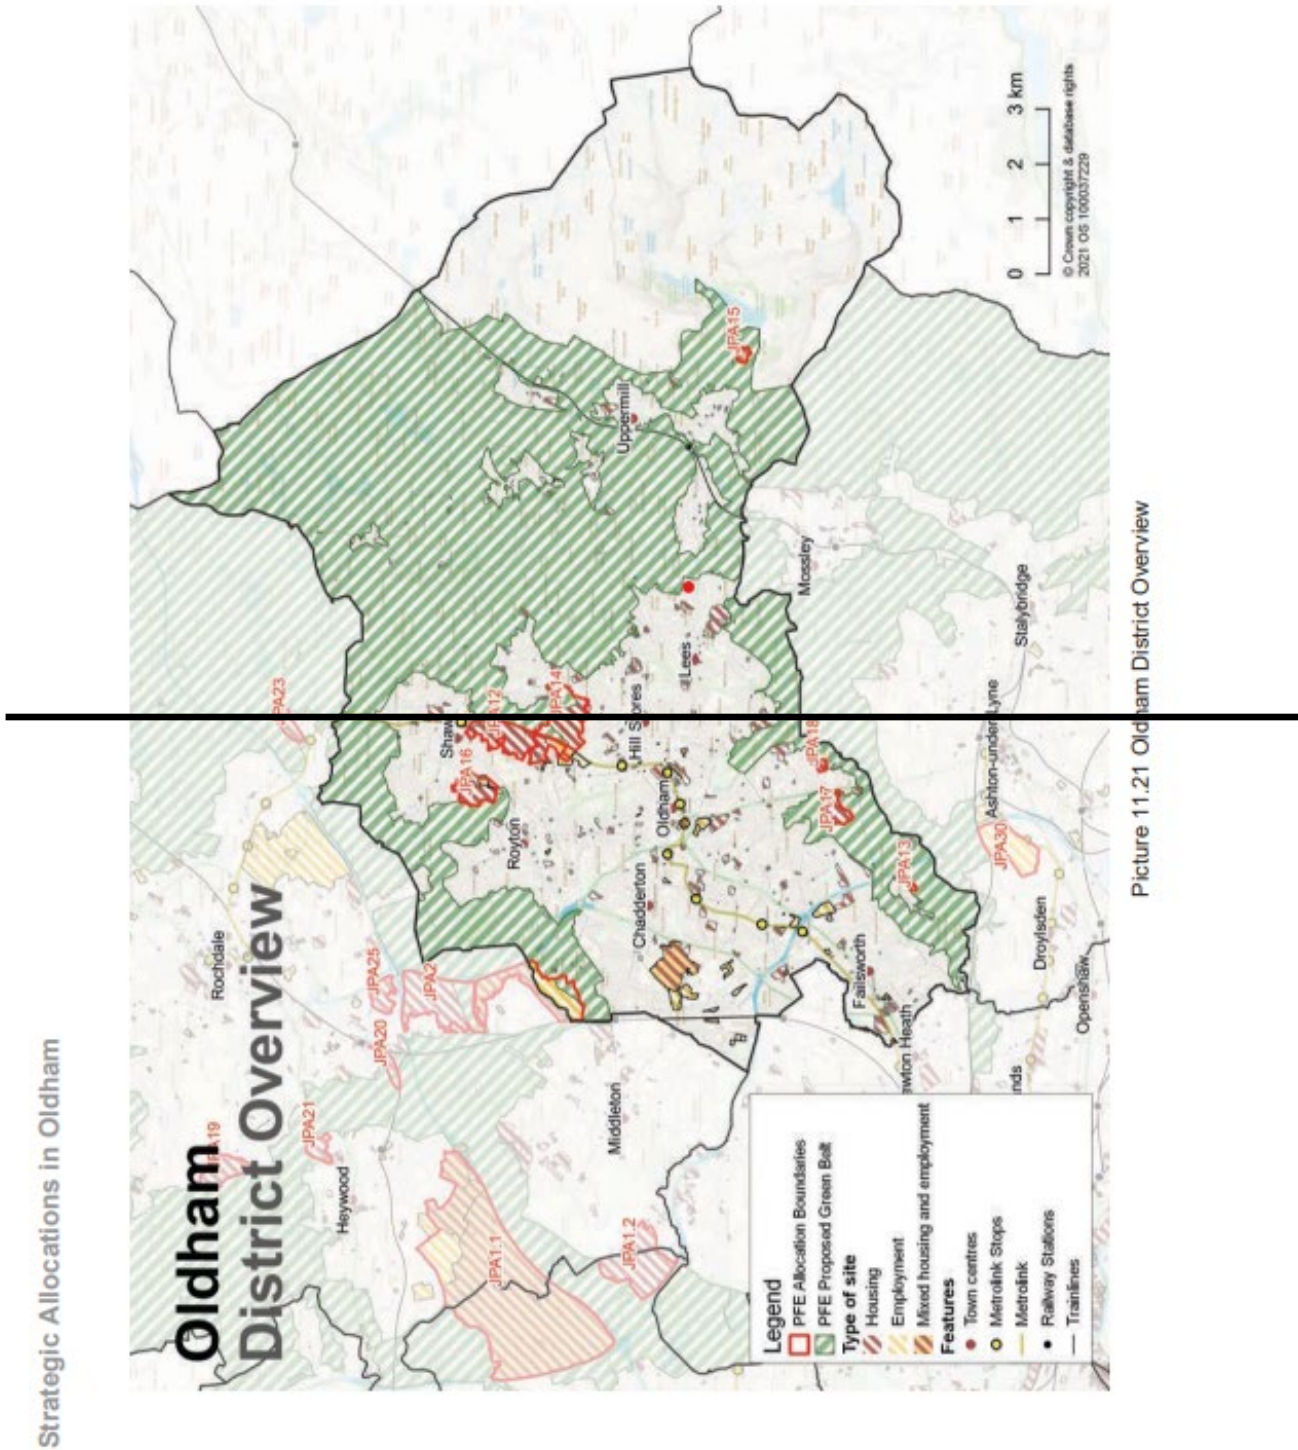 Strategic Allocations in Oldham
Oldham
District Overview
JPA19
JPA21
JPA20
JPA25
JPA2
JPA23
Rochdale
Heywood
JPA1.1
JPA1.2
Middleton
Shaw
JPA16
JPA12
JPA14
Royton
Chadderton
Oldham
Lees
Uppermill
JPA15
Failsworth
JPA18
JPA17
JPA13
Mossley
Stalybridge
Ashton-under-Lyne
JPA30
Droylsden
Openshaw
wton Heath
nds
Legend
PFE Allocation Boundaries
PFE Proposed Green Belt
Type of site
Housing
Employment
Mixed housing and employment
Features
Town centres
Metrolink Stops
Metrolink
Railway Stations
Trainlines
0 1 2 3 km
© Crown copyright & database rights
2021 OS 100037229
Picture 11.21 Oldham District Overview